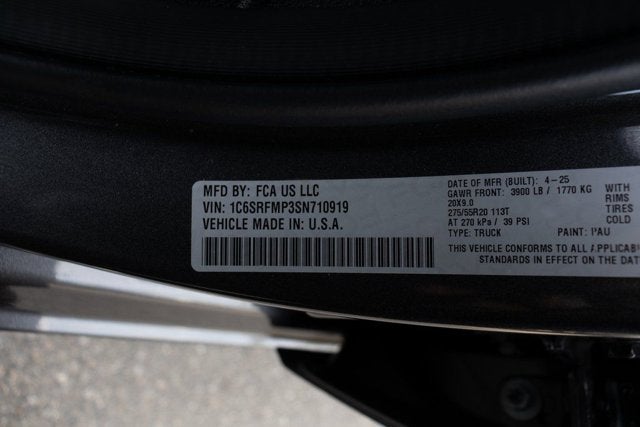 MFD BY: FCA US LLC
VIN: 1C6SRFMP3SN710919
VEHICLE MADE IN: U.S.A.
DATE OF MFR (BUILT): 4-25
GAWR FRONT: 3900 LB / 1770 KG WITH
20X9.0 RIMS
275/55R20 113T TIRES
AT 270 kPa / 39 PSI COLD
TYPE: TRUCK PAINT: PAU
THIS VEHICLE CONFORMS TO ALL APPLICAB
STANDARDS IN EFFECT ON THE DAT